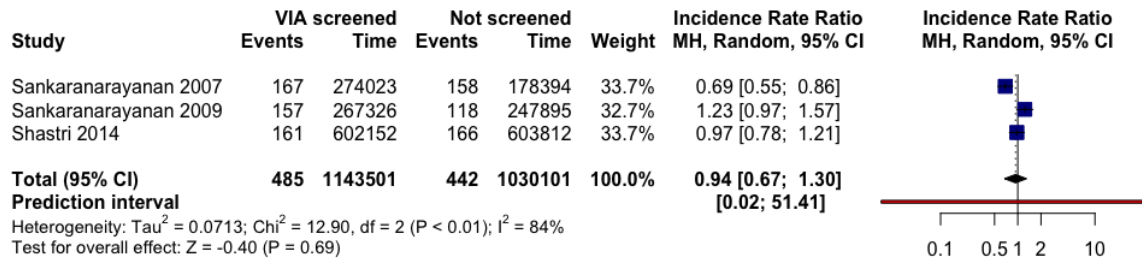 VIA screened Not screened Incidence Rate Ratio Incidence Rate Ratio
Study Events Time Events Time Weight MH, Random, 95% CI MH, Random, 95% CI
Sankaranarayanan 2007 167 274023 158 178394 33.7% 0.69 [0.55; 0.86]
Sankaranarayanan 2009 157 267326 118 247895 32.7% 1.23 [0.97; 1.57]
Shastri 2014 161 602152 166 603812 33.7% 0.97 [0.78; 1.21]
Total (95% CI) 485 1143501 442 1030101 100.0% 0.94 [0.67; 1.30]
Prediction interval [0.02; 51.41]
Heterogeneity: Tau² = 0.0713; Chi² = 12.90, df = 2 (P < 0.01); I² = 84%
Test for overall effect: Z = -0.40 (P = 0.69)
0.1 0.5 1 2 10